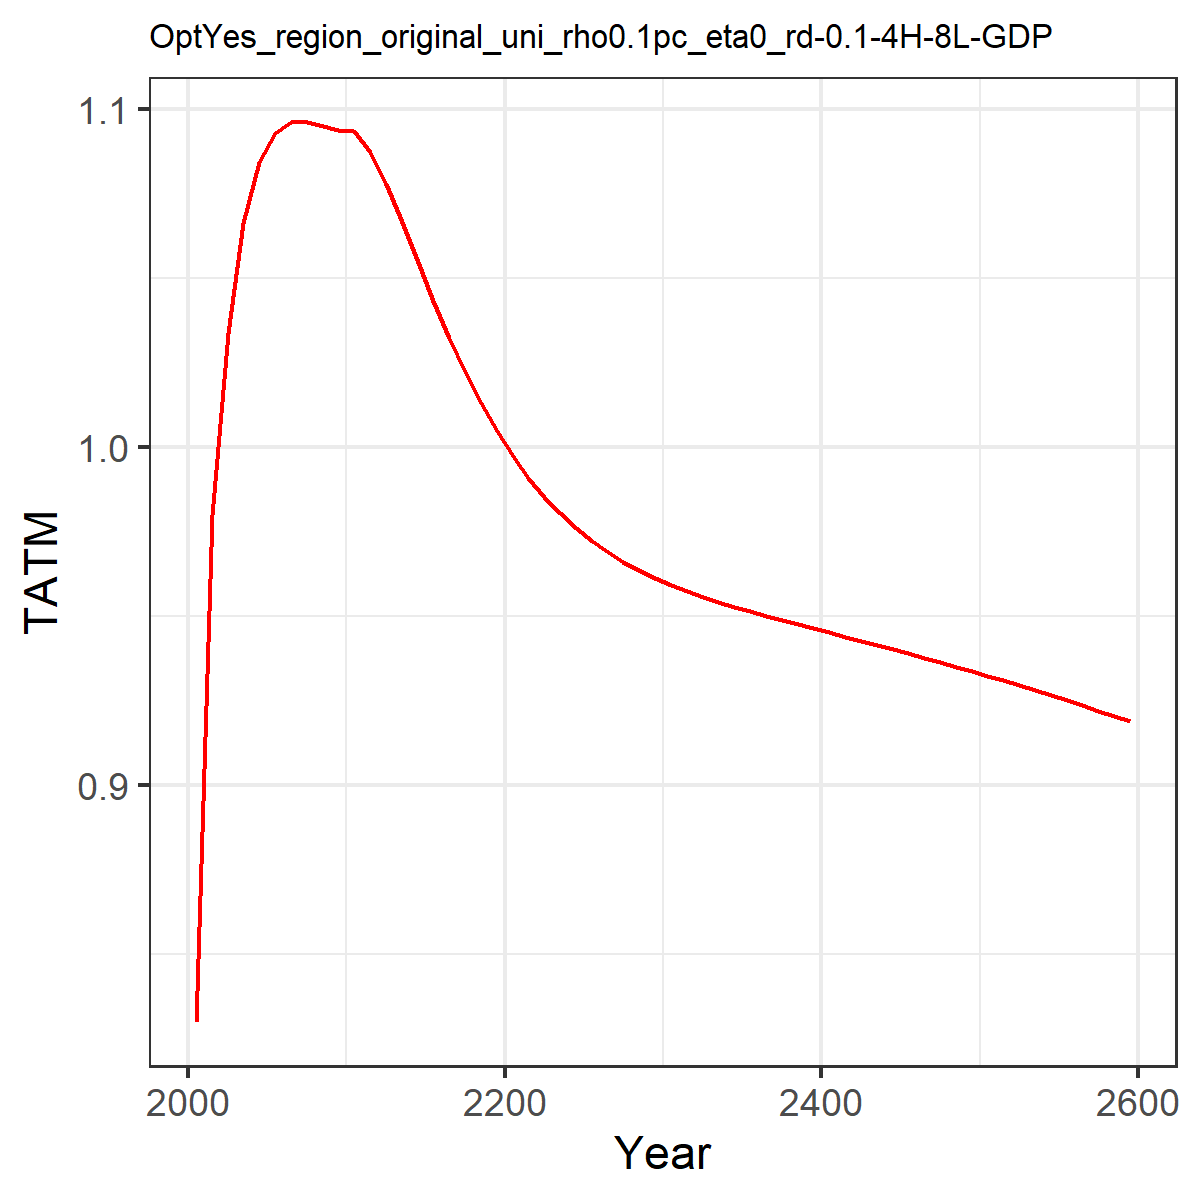 OptYes_region_original_uni_rho0.1pc_eta0_rd-0.1-4H-8L-GDP
1.1
1.0
0.9
TATM
2000 2200 2400 2600
Year